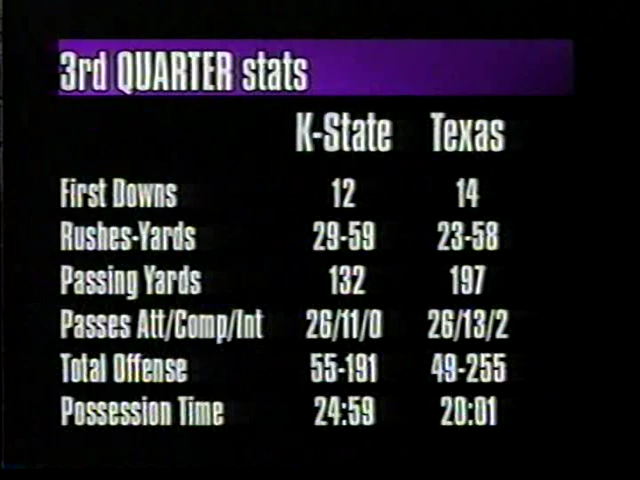 3rd QUARTER stats
K-State Texas
First Downs 12 14
Rushes-Yards 29-59 23-58
Passing Yards 132 197
Passes Att/Comp/Int 26/11/0 26/13/2
Total Offense 55-191 49-255
Possession Time 24:59 20:01